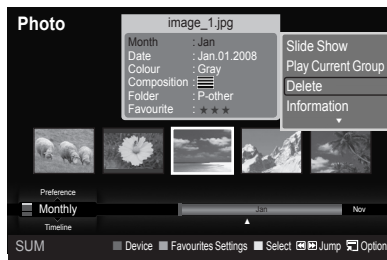 Photo
image_1.jpg
Month : Jan
Date : Jan.01.2008
Colour : Gray
Composition :
Folder : P-other
Favourite : ★ ★ ★
Slide Show
Play Current Group
Delete
Information
Preference
Monthly
Timeline
Jan
Nov
SUM
Device
Favourites Settings
Select
Jump
Option